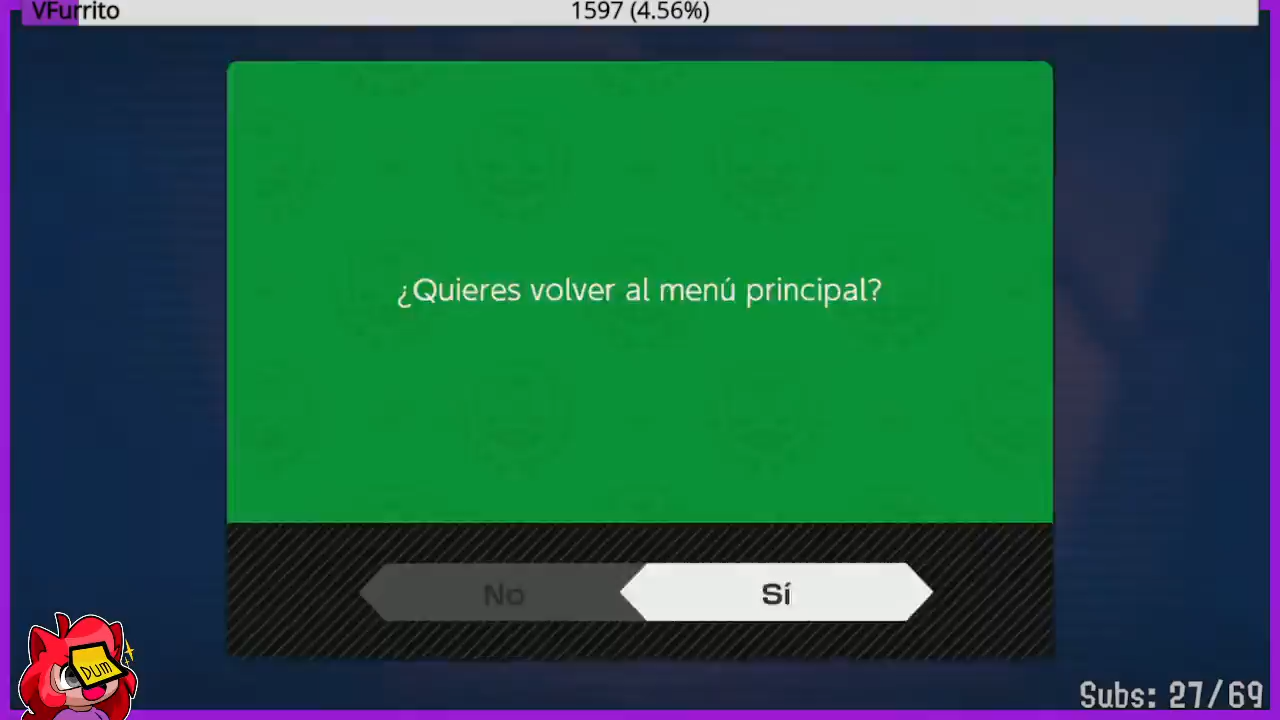 VFurrito 1597 (4.56%)
¿Quieres volver al menú principal?
No Sí
DUM
Subs: 27/69